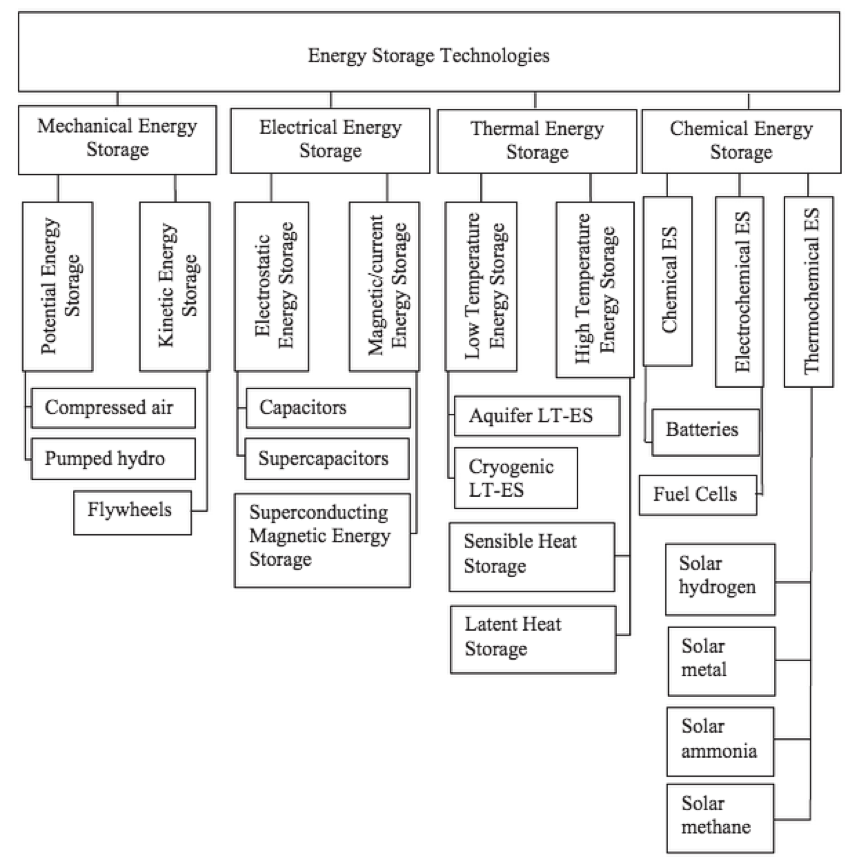 Energy Storage Technologies
Mechanical Energy
Storage
Electrical Energy
Storage
Thermal Energy
Storage
Chemical Energy
Storage
Potential Energy
Storage
Kinetic Energy
Storage
Electrostatic
Energy Storage
Magnetic/current
Energy Storage
Low Temperature
Energy Storage
High Temperature
Energy Storage
Chemical ES
Electrochemical ES
Thermochemical ES
Compressed air
Pumped hydro
Flywheels
Capacitors
Supercapacitors
Superconducting
Magnetic Energy
Storage
Aquifer LT-ES
Cryogenic
LT-ES
Sensible Heat
Storage
Latent Heat
Storage
Batteries
Fuel Cells
Solar
hydrogen
Solar
metal
Solar
ammonia
Solar
methane